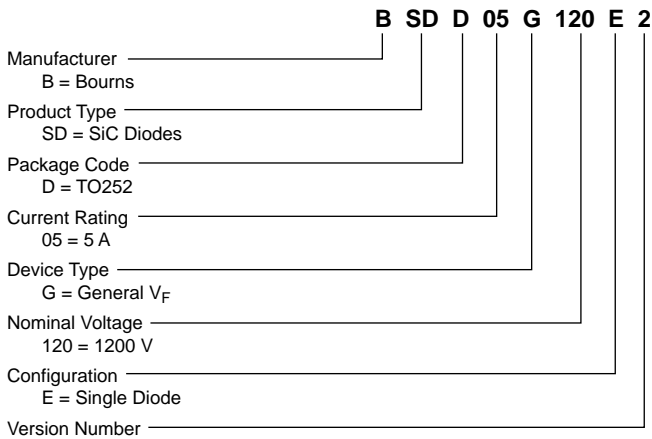 B SD D 05 G 120 E 2
Manufacturer
B = Bourns
Product Type
SD = SiC Diodes
Package Code
D = TO252
Current Rating
05 = 5 A
Device Type
G = General VF
Nominal Voltage
120 = 1200 V
Configuration
E = Single Diode
Version Number